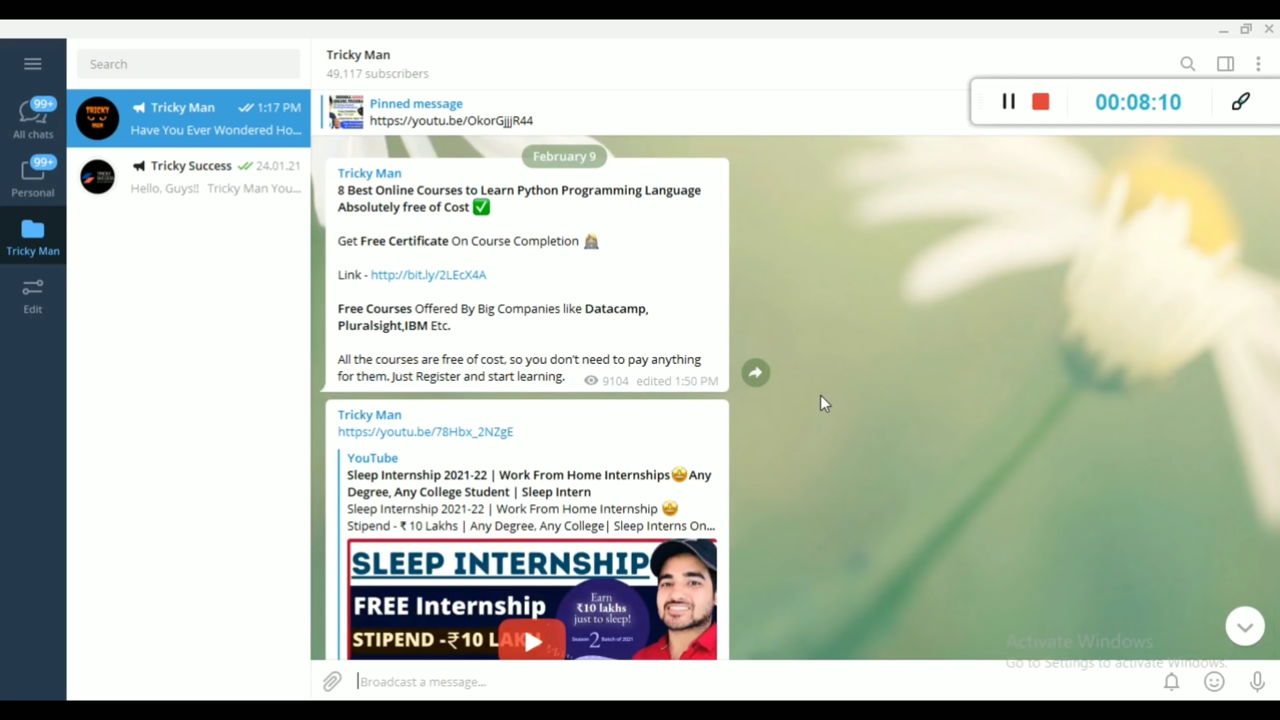 Search
Tricky Man
49,117 subscribers
Pinned message
https://youtu.be/OkorGjjjR44
00:08:10
99+
All chats
99+
Personal
Tricky Man
Edit
Tricky Man 1:17 PM
Have You Ever Wondered Ho...
Tricky Success 24.01.21
Hello, Guys!! Tricky Man You...
February 9
Tricky Man
8 Best Online Courses to Learn Python Programming Language
Absolutely free of Cost ✅
Get Free Certificate On Course Completion
Link - http://bit.ly/2LEcX4A
Free Courses Offered By Big Companies like Datacamp,
Pluralsight,IBM Etc.
All the courses are free of cost, so you don't need to pay anything
for them. Just Register and start learning. 9104 edited 1:50 PM
Tricky Man
https://youtu.be/78Hbx_2NZgE
YouTube
Sleep Internship 2021-22 | Work From Home Internships🤩Any
Degree, Any College Student | Sleep Intern
Sleep Internship 2021-22 | Work From Home Internship 🤩
Stipend - ₹ 10 Lakhs | Any Degree, Any College| Sleep Interns On...
SLEEP INTERNSHIP
FREE Internship
STIPEND -₹10 LAK
Earn
₹10 lakhs
just to sleep!
Season 2 Batch of 2021
Activate Windows
Go to Settings to activate Windows.
Broadcast a message...